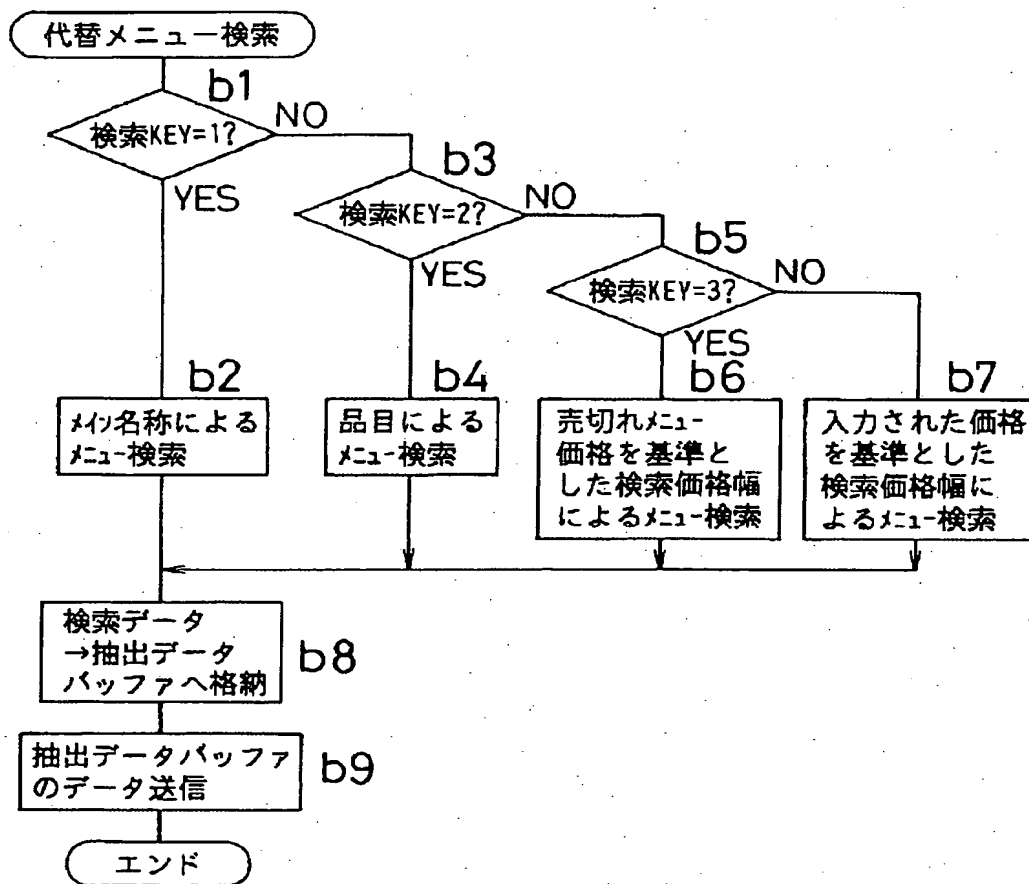 代替メニュー検索
b1
検索KEY=1?
NO
YES
b3
検索KEY=2?
NO
YES
b5
検索KEY=3?
NO
YES
b2
メイン名称による
メニュー検索
b4
品目による
メニュー検索
b6
売切れメニュー
価格を基準と
した検索価格幅
によるメニュー検索
b7
入力された価格
を基準とした
検索価格幅に
よるメニュー検索
検索データ
→抽出データ
バッファへ格納
b8
抽出データバッファ
のデータ送信
b9
エンド